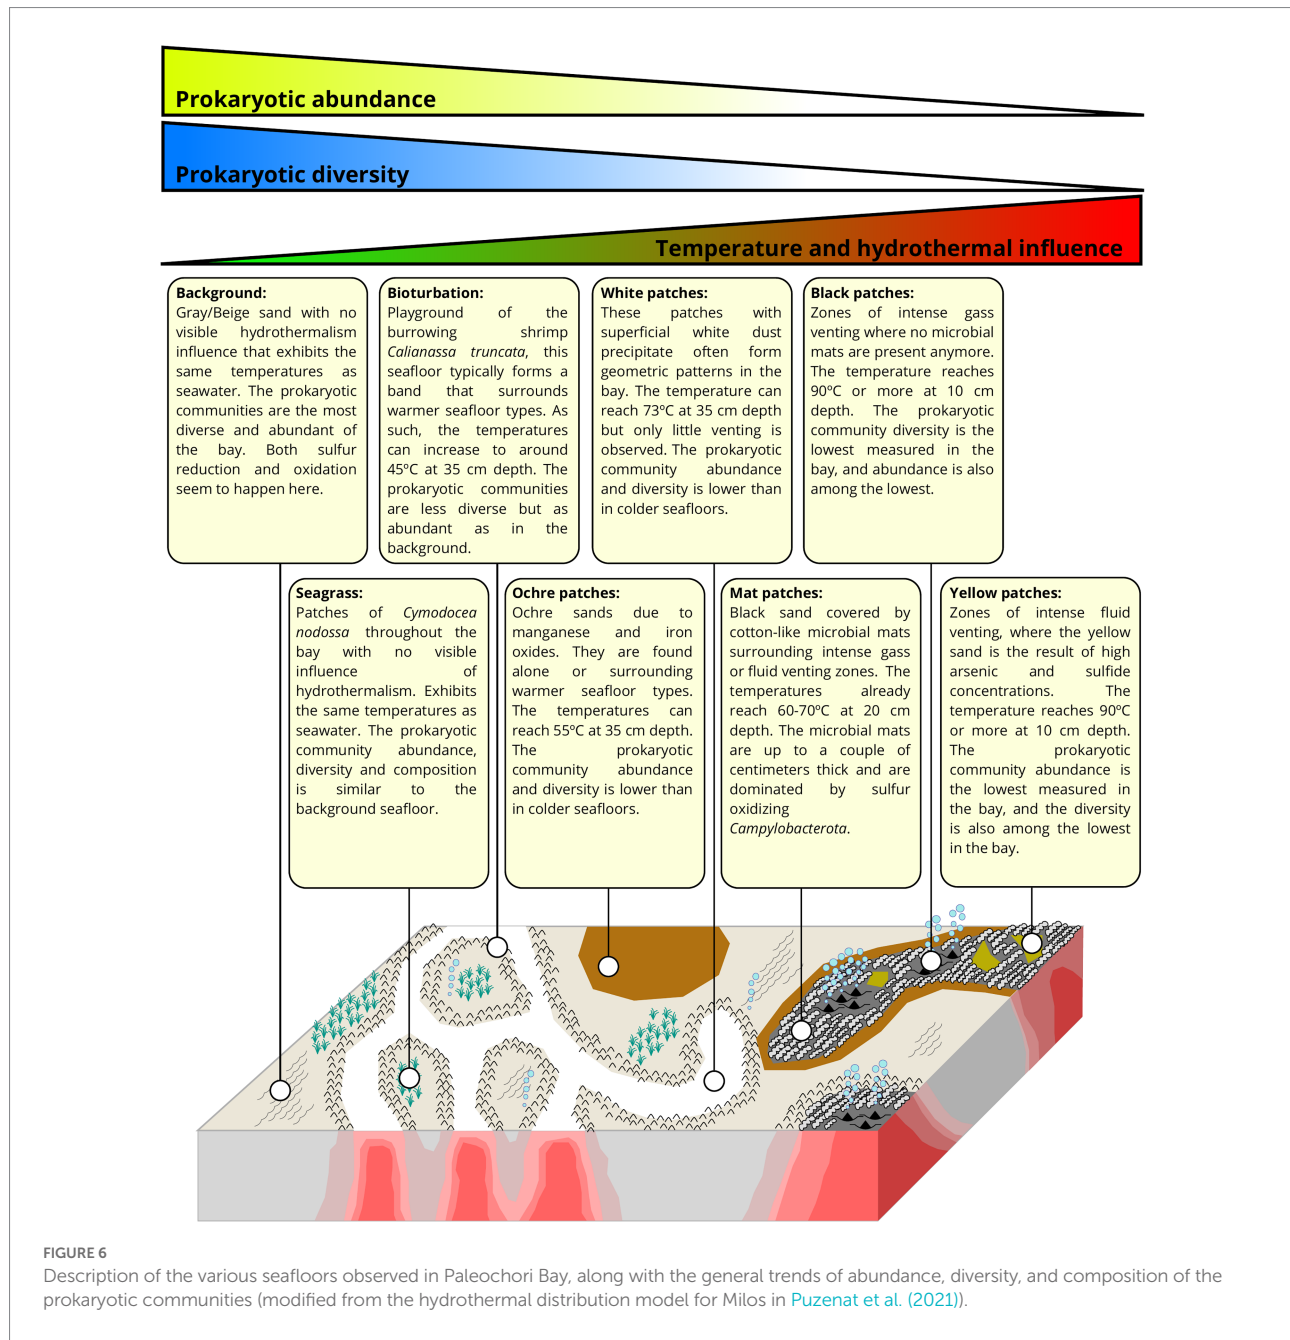 Prokaryotic abundance
Prokaryotic diversity
Temperature and hydrothermal influence
Background:
Gray/Beige sand with no
visible hydrothermalism
influence that exhibits the
same temperatures as
seawater. The prokaryotic
communities are the most
diverse and abundant of
the bay. Both sulfur
reduction and oxidation
seem to happen here.
Bioturbation:
Playground of the
burrowing shrimp
Calianassa truncata, this
seafloor typically forms a
band that surrounds
warmer seafloor types. As
such, the temperatures
can increase to around
45ºC at 35 cm depth. The
prokaryotic communities
are less diverse but as
abundant as in the
background.
White patches:
These patches with
superficial white dust
precipitate often form
geometric patterns in the
bay. The temperature can
reach 73ºC at 35 cm depth
but only little venting is
observed. The prokaryotic
community abundance
and diversity is lower than
in colder seafloors.
Black patches:
Zones of intense gass
venting where no microbial
mats are present anymore.
The temperature reaches
90ºC or more at 10 cm
depth. The prokaryotic
community diversity is the
lowest measured in the
bay, and abundance is also
among the lowest.
Seagrass:
Patches of Cymodocea
nodossa throughout the
bay with no visible
influence of
hydrothermalism. Exhibits
the same temperatures as
seawater. The prokaryotic
community abundance,
diversity and composition
is similar to the
background seafloor.
Ochre patches:
Ochre sands due to
manganese and iron
oxides. They are found
alone or surrounding
warmer seafloor types.
The temperatures can
reach 55ºC at 35 cm depth.
The prokaryotic
community abundance
and diversity is lower than
in colder seafloors.
Mat patches:
Black sand covered by
cotton-like microbial mats
surrounding intense gass
or fluid venting zones. The
temperatures already
reach 60-70ºC at 20 cm
depth. The microbial mats
are up to a couple of
centimeters thick and are
dominated by sulfur
oxidizing
Campylobacterota.
Yellow patches:
Zones of intense fluid
venting, where the yellow
sand is the result of high
arsenic and sulfide
concentrations. The
temperature reaches 90ºC
or more at 10 cm depth.
The prokaryotic
community abundance is
the lowest measured in
the bay, and the diversity
is also among the lowest
in the bay.
FIGURE 6
Description of the various seafloors observed in Paleochori Bay, along with the general trends of abundance, diversity, and composition of the
prokaryotic communities (modified from the hydrothermal distribution model for Milos in Puzenat et al. (2021)).